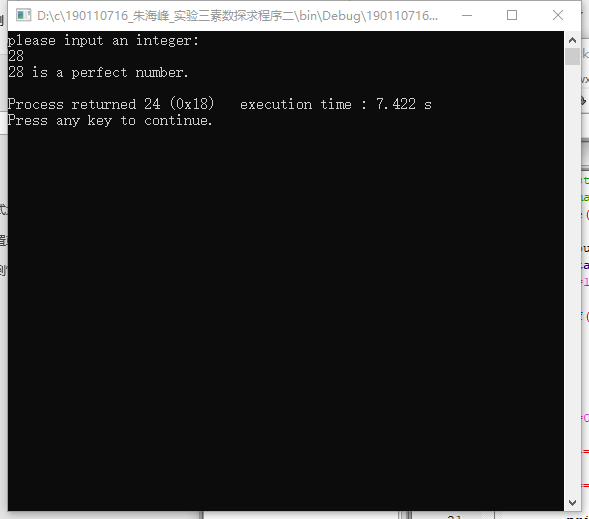 D:\c\190110716_朱海峰_实验三素数探求程序二\bin\Debug\190110716...
please input an integer:
28
28 is a perfect number.
Process returned 24 (0x18)   execution time : 7.422 s
Press any key to continue.